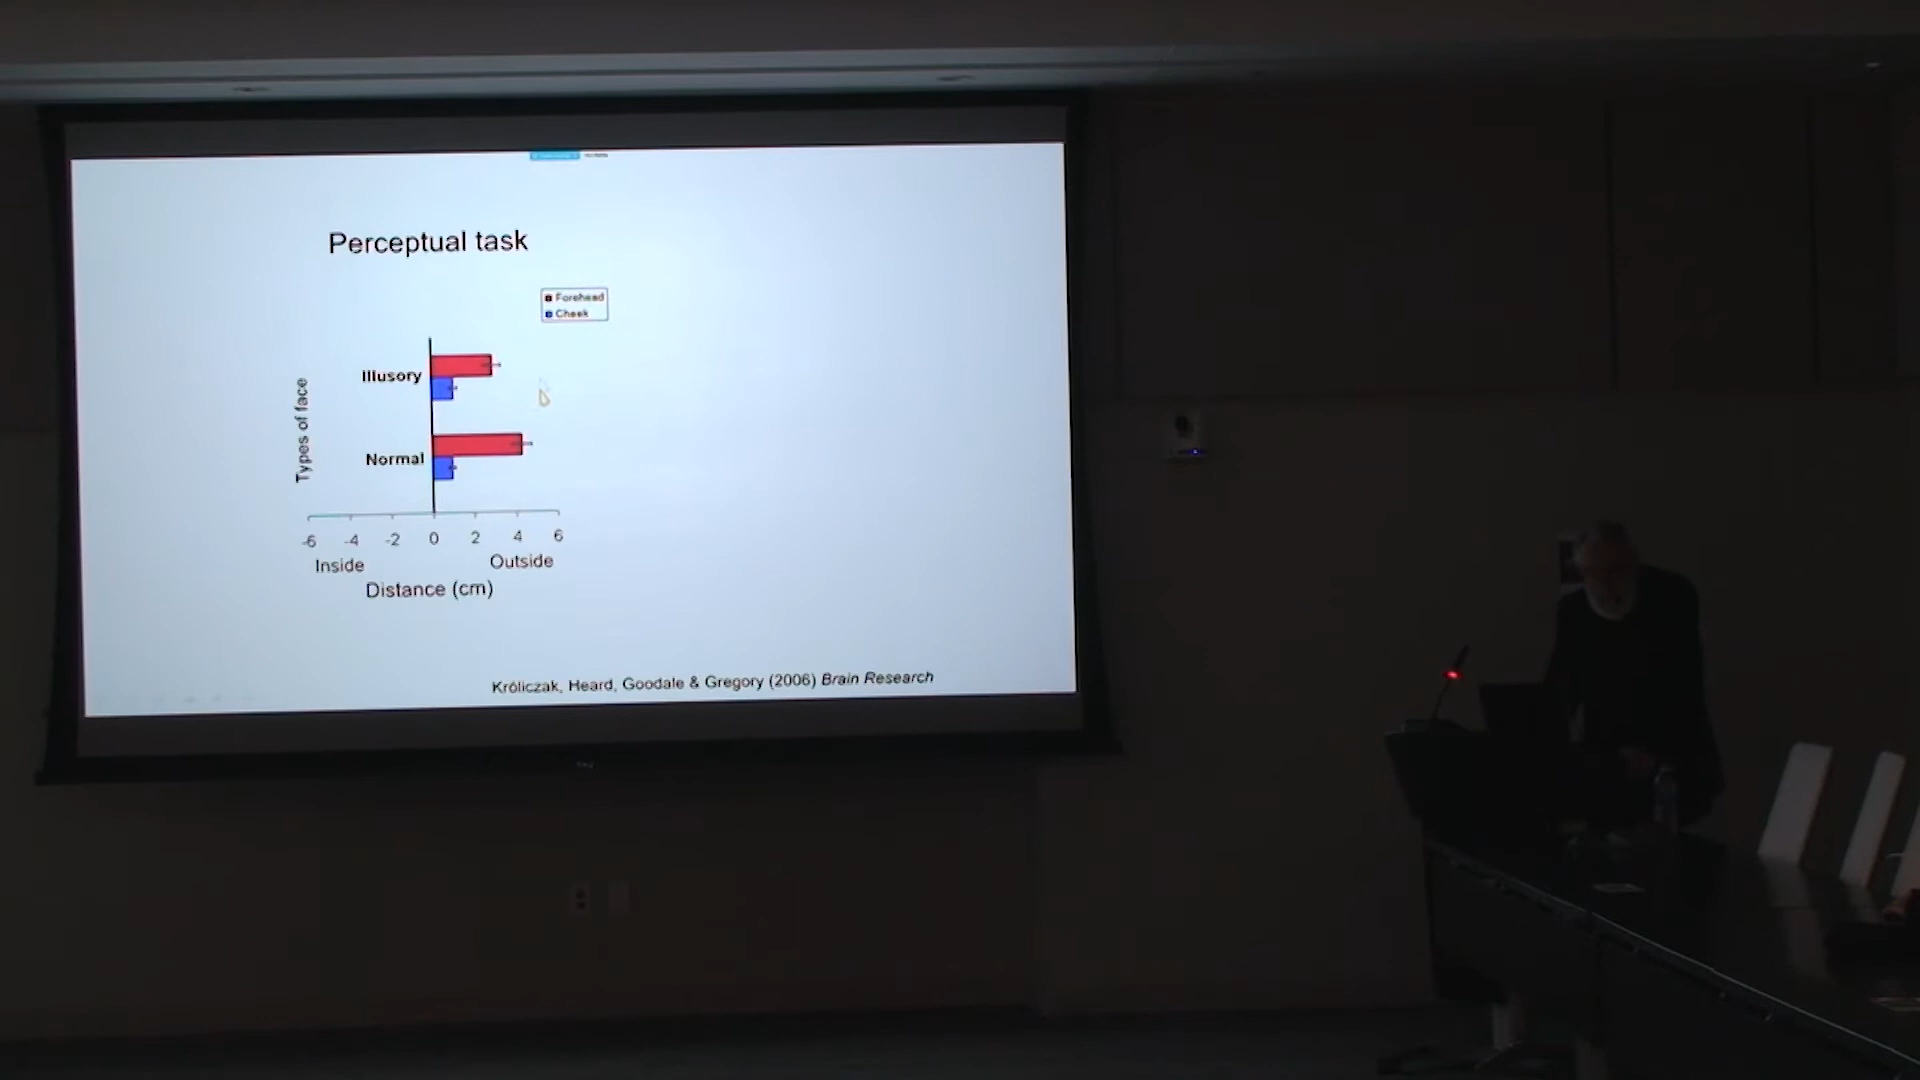 Perceptual task
Forehead
Cheek
Illusory
Normal
Types of face
-6 -4 -2 0 2 4 6
Inside Outside
Distance (cm)
Króliczak, Heard, Goodale & Gregory (2006) Brain Research